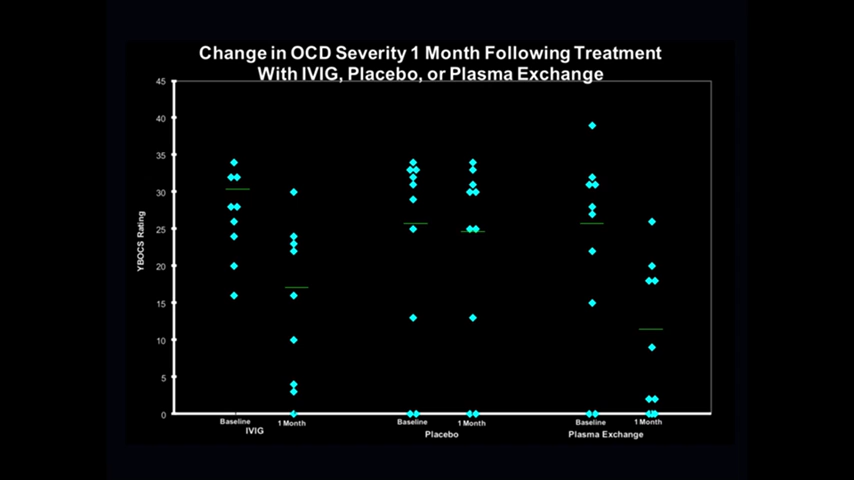 Change in OCD Severity 1 Month Following Treatment
With IVIG, Placebo, or Plasma Exchange
45
40
35
30
25
20
15
10
5
0
YBOCS Rating
Baseline
1 Month
Baseline
1 Month
Baseline
1 Month
IVIG
Placebo
Plasma Exchange